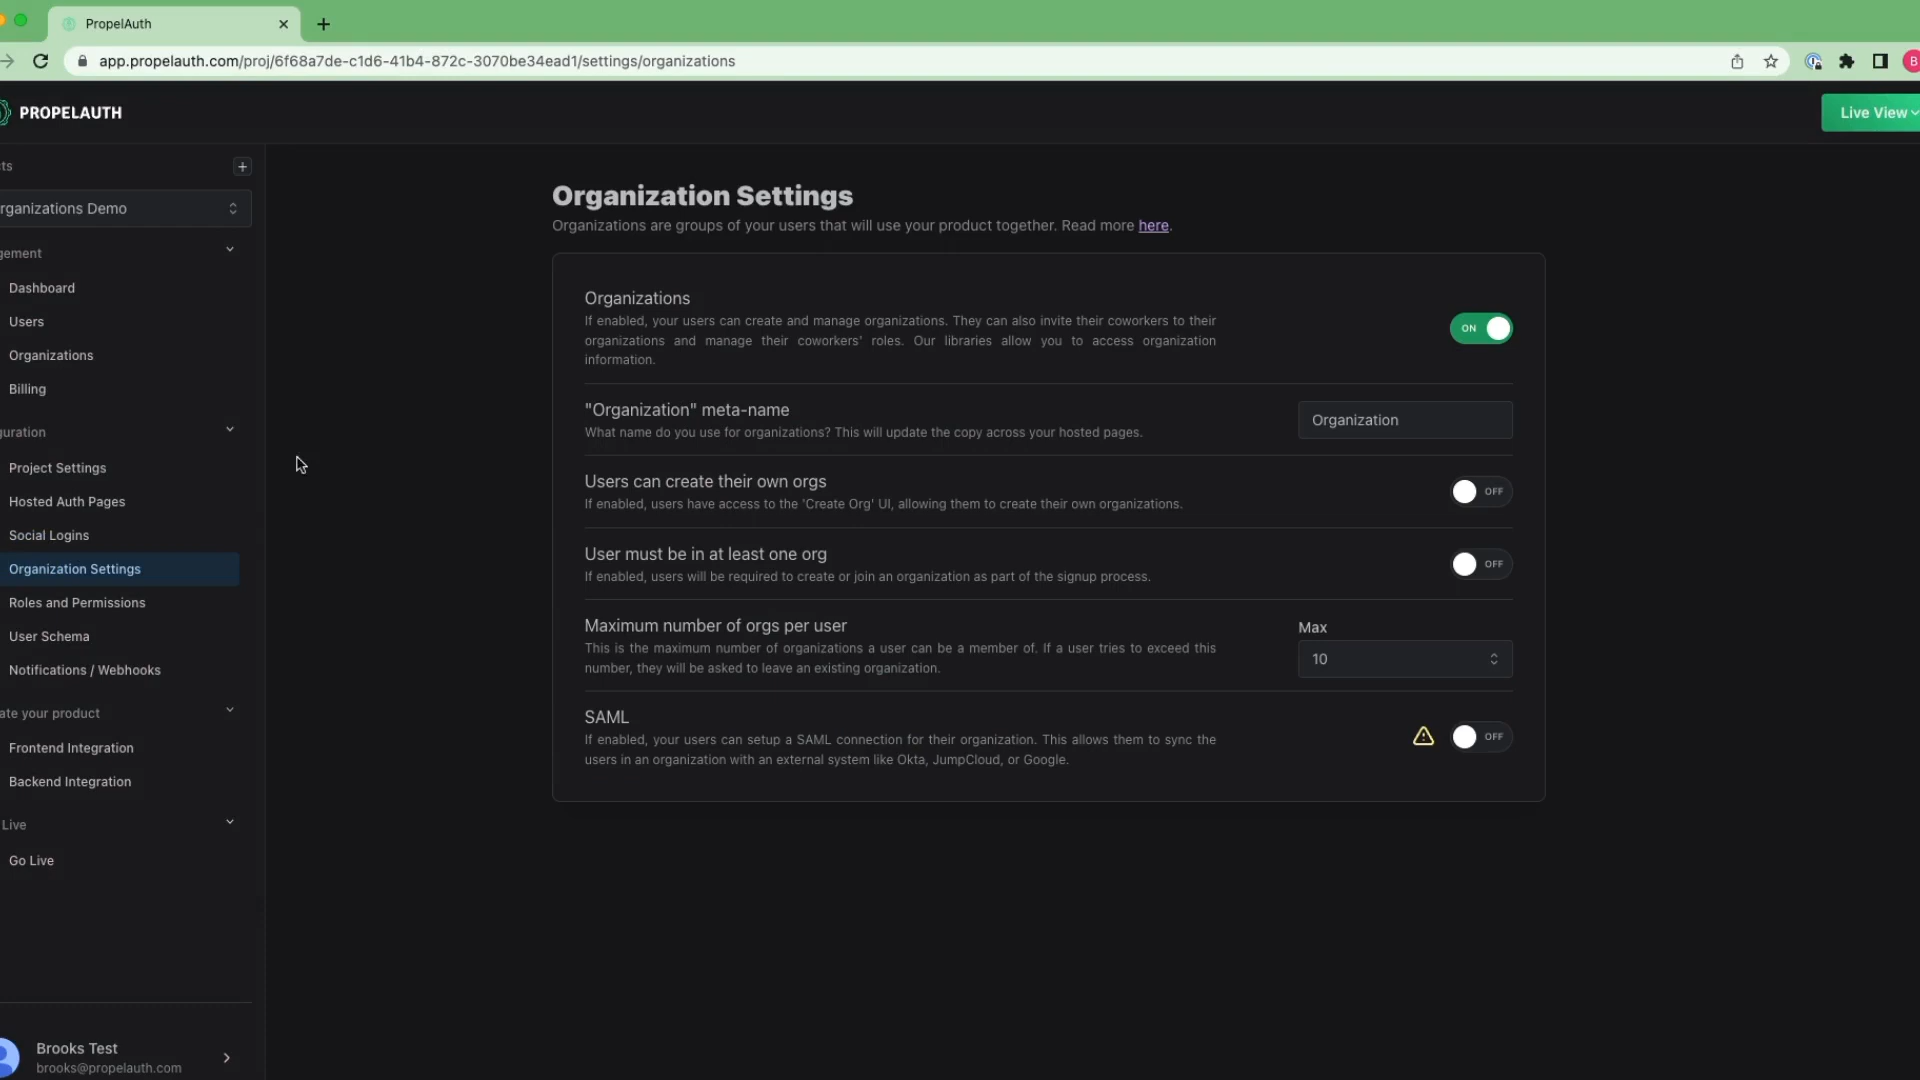 PropelAuth
app.propelauth.com/proj/6f68a7de-c1d6-41b4-872c-3070be34ead1/settings/organizations
B
PROPELAUTH
Live View
cts
+
rganizations Demo
gement
Dashboard
Users
Organizations
Billing
guration
Project Settings
Hosted Auth Pages
Social Logins
Organization Settings
Roles and Permissions
User Schema
Notifications / Webhooks
ate your product
Frontend Integration
Backend Integration
Live
Go Live
Brooks Test
brooks@propelauth.com
Organization Settings
Organizations are groups of your users that will use your product together. Read more here.
Organizations
If enabled, your users can create and manage organizations. They can also invite their coworkers to their
organizations and manage their coworkers' roles. Our libraries allow you to access organization
information.
ON
"Organization" meta-name
What name do you use for organizations? This will update the copy across your hosted pages.
Organization
Users can create their own orgs
If enabled, users have access to the 'Create Org' UI, allowing them to create their own organizations.
OFF
User must be in at least one org
If enabled, users will be required to create or join an organization as part of the signup process.
OFF
Maximum number of orgs per user
This is the maximum number of organizations a user can be a member of. If a user tries to exceed this
number, they will be asked to leave an existing organization.
Max
10
SAML
If enabled, your users can setup a SAML connection for their organization. This allows them to sync the
users in an organization with an external system like Okta, JumpCloud, or Google.
OFF